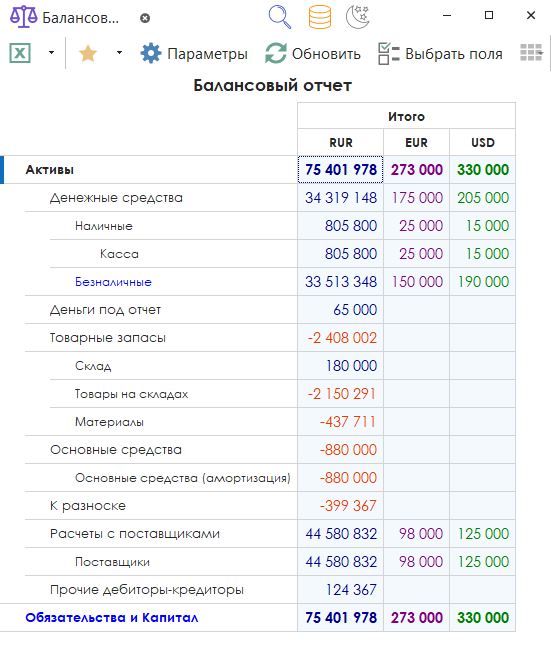 Балансов...
Параметры Обновить Выбрать поля
Балансовый отчет
Итого
RUR EUR USD
Активы 75 401 978 273 000 330 000
Денежные средства 34 319 148 175 000 205 000
Наличные 805 800 25 000 15 000
Касса 805 800 25 000 15 000
Безналичные 33 513 348 150 000 190 000
Деньги под отчет 65 000
Товарные запасы -2 408 002
Склад 180 000
Товары на складах -2 150 291
Материалы -437 711
Основные средства -880 000
Основные средства (амортизация) -880 000
К разноске -399 367
Расчеты с поставщиками 44 580 832 98 000 125 000
Поставщики 44 580 832 98 000 125 000
Прочие дебиторы-кредиторы 124 367
Обязательства и Капитал 75 401 978 273 000 330 000